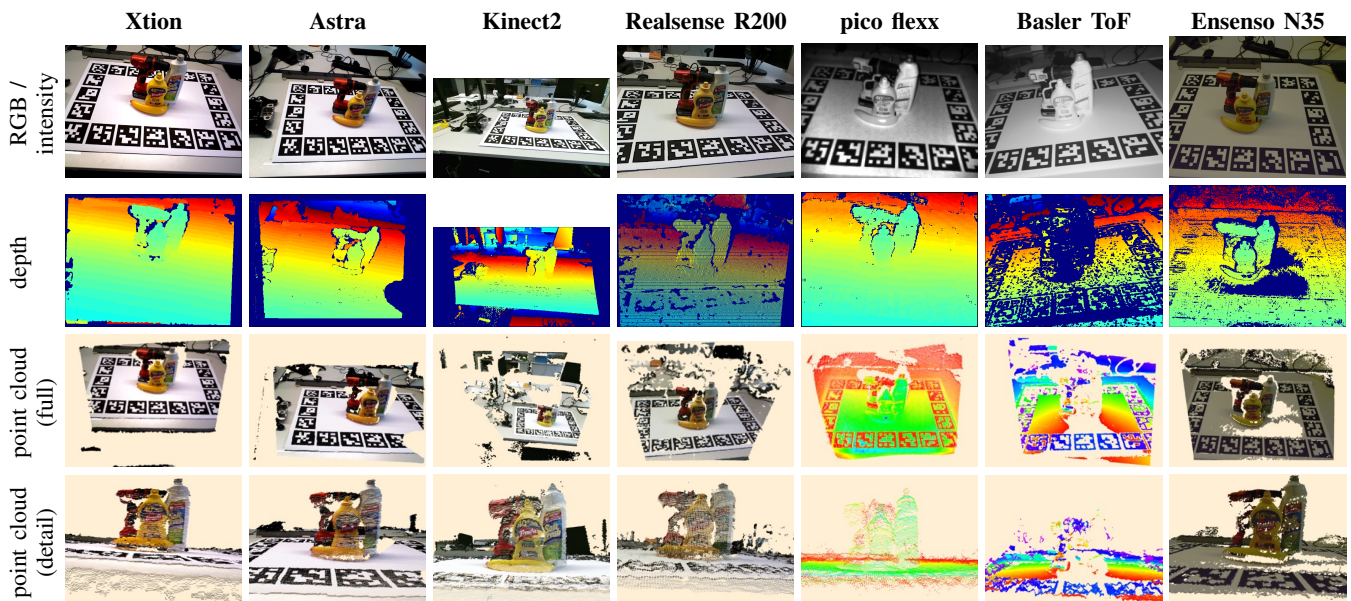 Xtion Astra Kinect2 Realsense R200 pico flexx Basler ToF Ensenso N35
RGB /
intensity
depth
point cloud
(full)
point cloud
(detail)